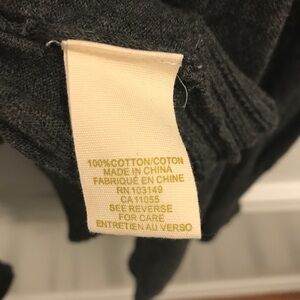 100%COTTON/COTON
MADE IN CHINA
FABRIQUÉ EN CHINE
RN 103149
CA 11055
SEE REVERSE
FOR CARE
ENTRETIEN AU VERSO